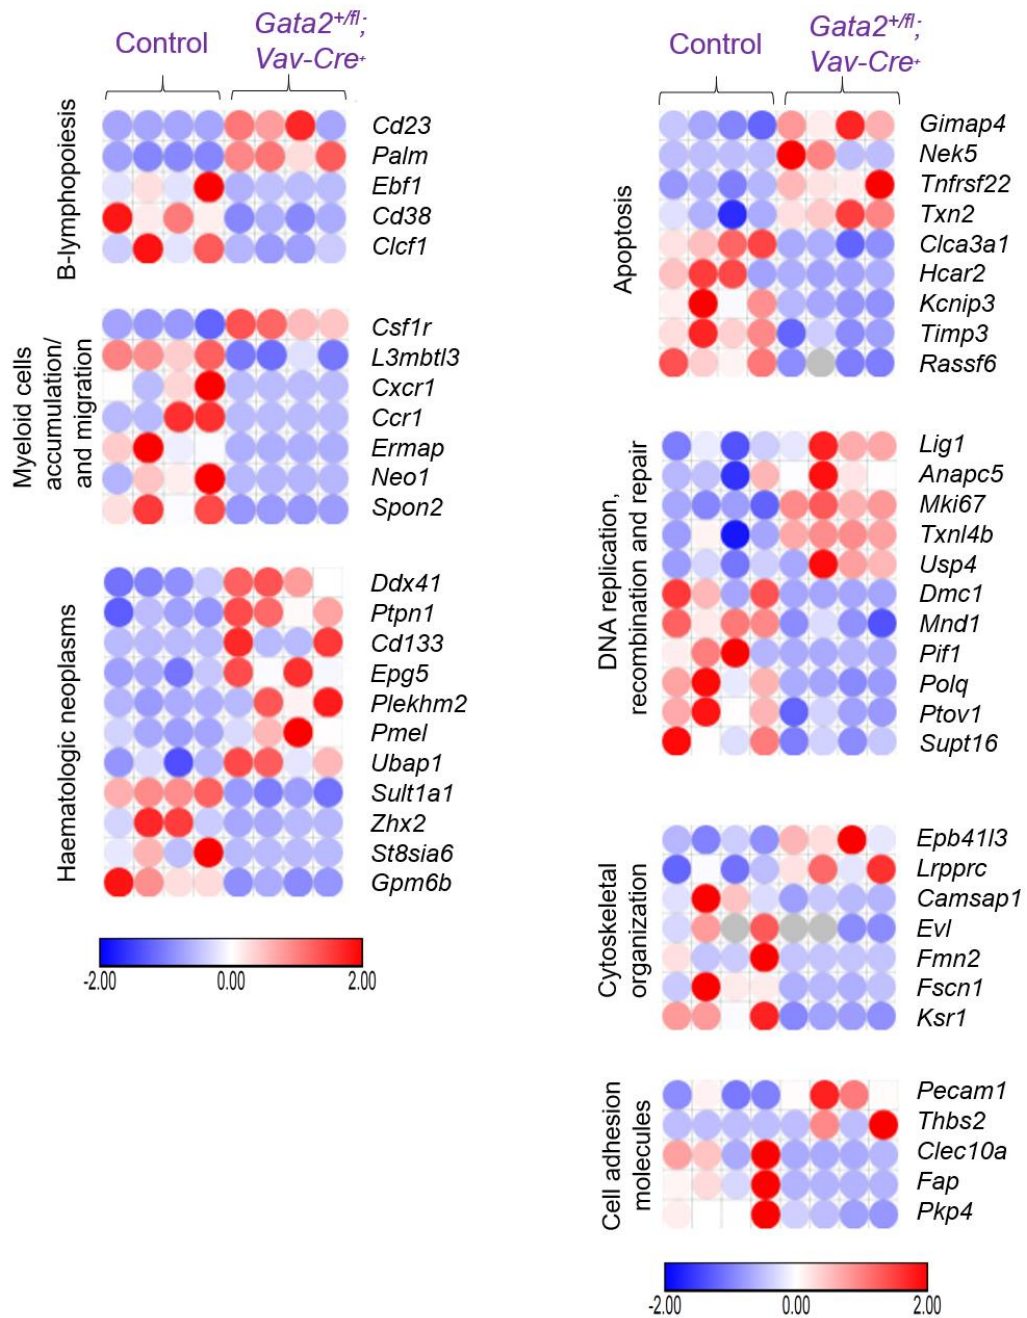 Control
Gata2+/fl;
Vav-Cre+
B-lymphopoiesis
Cd23
Palm
Ebf1
Cd38
Clcf1
Myeloid cells
accumulation/
and migration
Csf1r
L3mbtl3
Cxcr1
Ccr1
Ermap
Neo1
Spon2
Haematologic neoplasms
Ddx41
Ptpn1
Cd133
Epg5
Plekhm2
Pmel
Ubap1
Sult1a1
Zhx2
St8sia6
Gpm6b
-2.00 0.00 2.00
Control
Gata2+/fl;
Vav-Cre+
Apoptosis
Gimap4
Nek5
Tnfrsf22
Txn2
Clca3a1
Hcar2
Kcnip3
Timp3
Rassf6
DNA replication,
recombination and repair
Lig1
Anapc5
Mki67
Txnl4b
Usp4
Dmc1
Mnd1
Pif1
Polq
Ptov1
Supt16
Cytoskeletal
organization
Epb41l3
Lrpprc
Camsap1
Evl
Fmn2
Fscn1
Ksr1
Cell adhesion
molecules
Pecam1
Thbs2
Clec10a
Fap
Pkp4
-2.00 0.00 2.00